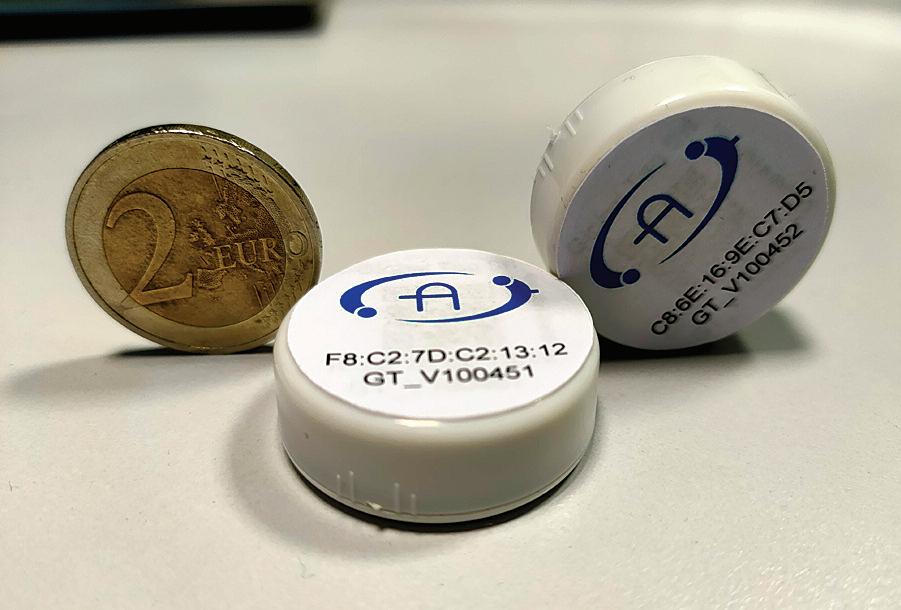 2
EURO
A
F8:C2:7D:C2:13:12
GT_V100451
A
C8:6E:16:9E:C7:D5
GT_V100452